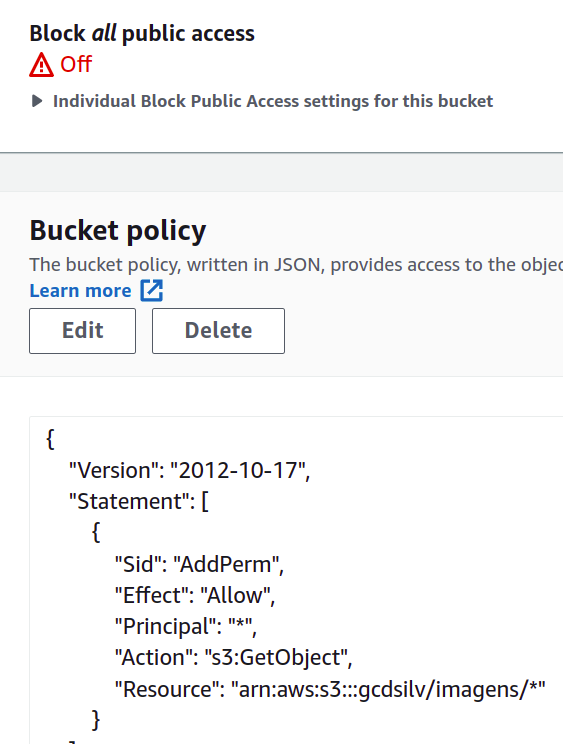 Block all public access
Off
Individual Block Public Access settings for this bucket
Bucket policy
The bucket policy, written in JSON, provides access to the
Learn more
Edit
Delete
{
"Version": "2012-10-17",
"Statement": [
{
"Sid": "AddPerm",
"Effect": "Allow",
"Principal": "*",
"Action": "s3:GetObject",
"Resource": "arn:aws:s3:::gcdsilv/imagens/*"
}